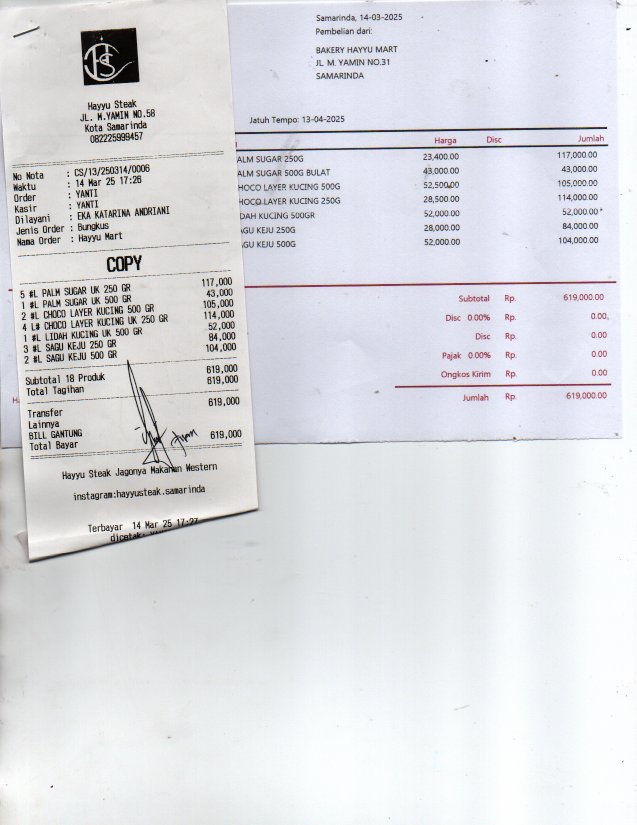 Hayyu Steak
JL. M.YAMIN NO.58
Kota Samarinda
082225999457
No Nota : CS/13/250314/0006
Waktu : 14 Mar 25 17:26
Order : YANTI
Kasir : YANTI
Dilayani : EKA KATARINA ANDRIANI
Jenis Order : Bungkus
Nama Order : Hayyu Mart
COPY
5 #L PALM SUGAR UK 250 GR 117,000
1 #L PALM SUGAR UK 500 GR 43,000
2 #L CHOCO LAYER KUCING 500 GR 105,000
4 L# CHOCO LAYER KUCING UK 250 GR 114,000
1 #L LIDAH KUCING UK 500 GR 52,000
3 #L SAGU KEJU 250 GR 84,000
2 #L SAGU KEJU 500 GR 104,000
Subtotal 18 Produk 619,000
Total Tagihan 619,000
Transfer 619,000
Lainnya
BILL GANTUNG
Total Bayar 619,000
Hayyu Steak Jagonya Makanan Western
instagram:hayyusteak.samarinda
Terbayar 14 Mar 25 17:27
dicetak:
Samarinda, 14-03-2025
Pembelian dari:
BAKERY HAYYU MART
JL M. YAMIN NO.31
SAMARINDA
Jatuh Tempo: 13-04-2025
Harga Disc Jumlah
ALM SUGAR 250G 23,400.00 117,000.00
ALM SUGAR 500G BULAT 43,000.00 43,000.00
HOCO LAYER KUCING 500G 52,500.00 105,000.00
HOCO LAYER KUCING 250G 28,500.00 114,000.00
DAH KUCING 500GR 52,000.00 52,000.00
AGU KEJU 250G 28,000.00 84,000.00
AGU KEJU 500G 52,000.00 104,000.00
Subtotal Rp. 619,000.00
Disc 0.00% Rp. 0.00
Disc Rp. 0.00
Pajak 0.00% Rp. 0.00
Ongkos Kirim Rp. 0.00
Jumlah Rp. 619,000.00